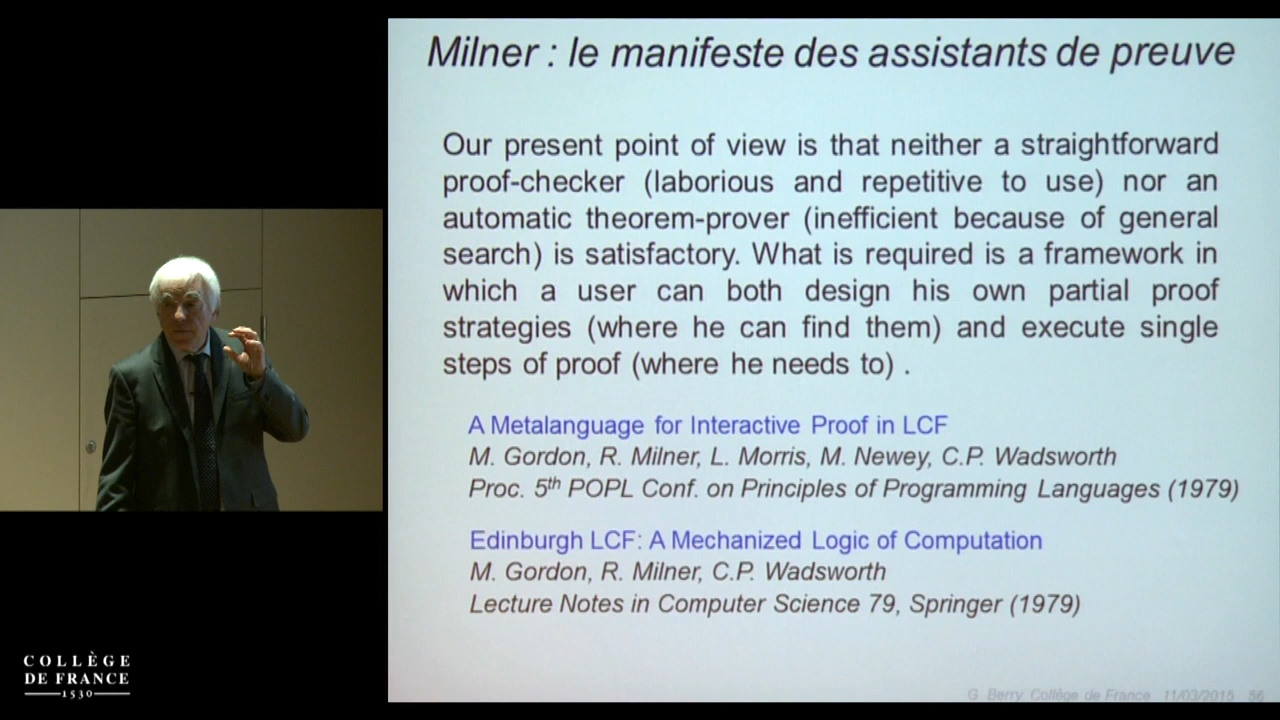 Milner : le manifeste des assistants de preuve
Our present point of view is that neither a straightforward
proof-checker (laborious and repetitive to use) nor an
automatic theorem-prover (inefficient because of general
search) is satisfactory. What is required is a framework in
which a user can both design his own partial proof
strategies (where he can find them) and execute single
steps of proof (where he needs to) .
A Metalanguage for Interactive Proof in LCF
M. Gordon, R. Milner, L. Morris, M. Newey, C.P. Wadsworth
Proc. 5th POPL Conf. on Principles of Programming Languages (1979)
Edinburgh LCF: A Mechanized Logic of Computation
M. Gordon, R. Milner, C.P. Wadsworth
Lecture Notes in Computer Science 79, Springer (1979)
G. Berry, Collège de France 11/03/2015 56
COLLÈGE
DE FRANCE
1530